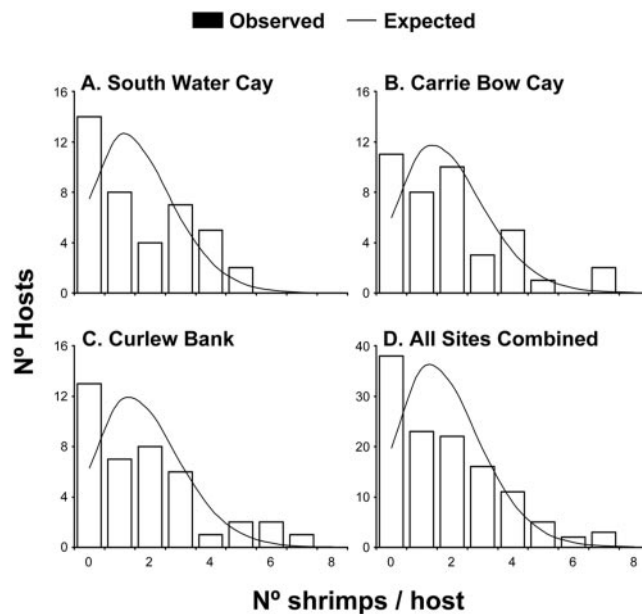 Observed — Expected
A. South Water Cay
16
12
8
4
0
B. Carrie Bow Cay
16
12
8
4
0
C. Curlew Bank
16
12
8
4
0
0 2 4 6 8
D. All Sites Combined
40
30
20
10
0
0 2 4 6 8
Nº Hosts
Nº shrimps / host